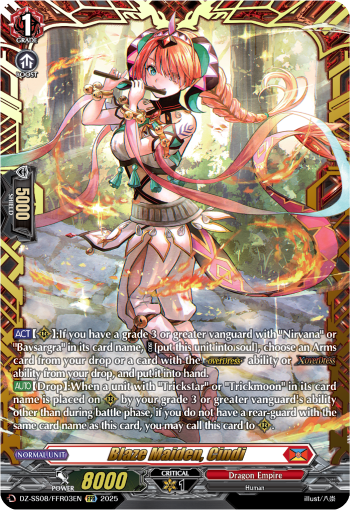 1
GRADE
BOOST
5000
SHIELD
ACT【RC】:If you have a grade 3 or greater vanguard with "Nirvana" or
"Bavsargra" in its card name, [put this unit into soul], choose an Arms
card from your drop or a card with the overDress ability or XoverDress
ability from your drop, and put it into hand.
AUTO【Drop】:When a unit with "Trickstar" or "Trickmoon" in its card
name is placed on RC by your grade 3 or greater vanguard's ability
other than during battle phase, if you do not have a rear-guard with the
same card name as this card, you may call this card to RC.
NORMAL UNIT
Blaze Maiden, Cindi
POWER
8000
CRITICAL
1
Dragon Empire
Human
DZ-SS08/FFR03EN FFR 2025
illust/八祟